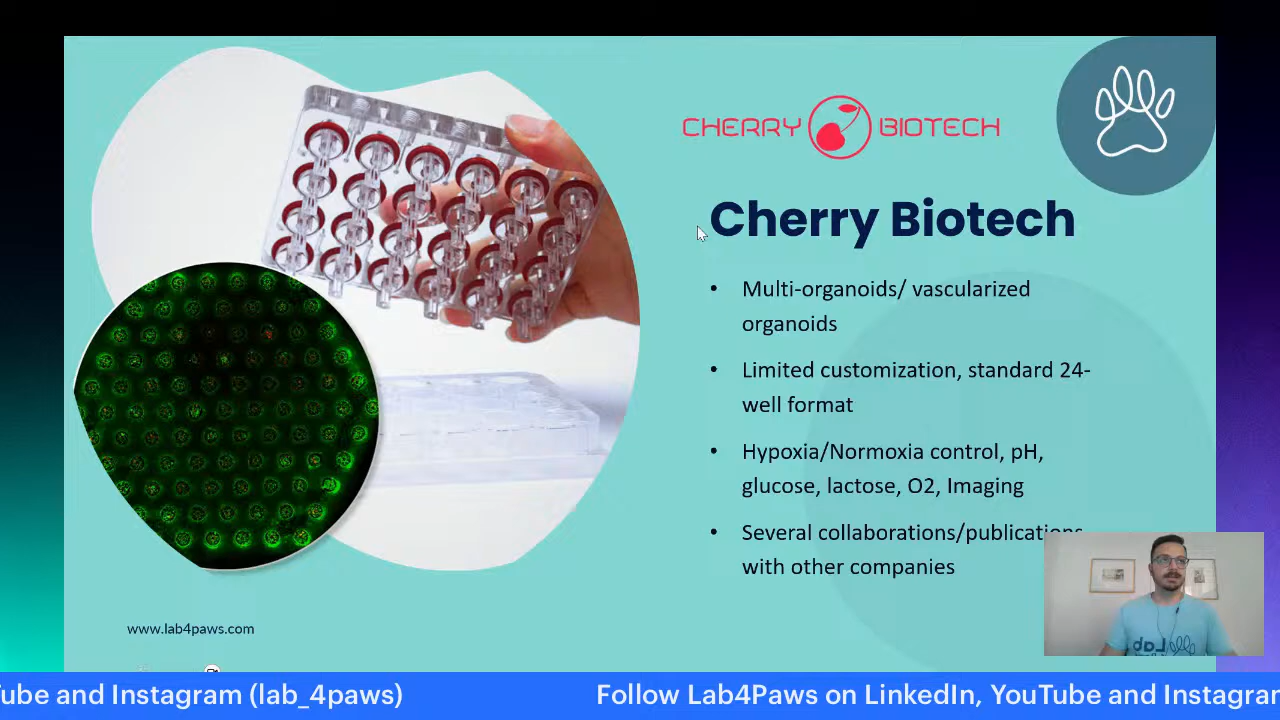 CHERRY BIOTECH
Cherry Biotech
• Multi-organoids/ vascularized
organoids
• Limited customization, standard 24-
well format
• Hypoxia/Normoxia control, pH,
glucose, lactose, O2, Imaging
• Several collaborations/publications
with other companies
www.lab4paws.com
Tube and Instagram (lab_4paws)
Follow Lab4Paws on LinkedIn, YouTube and Instagram